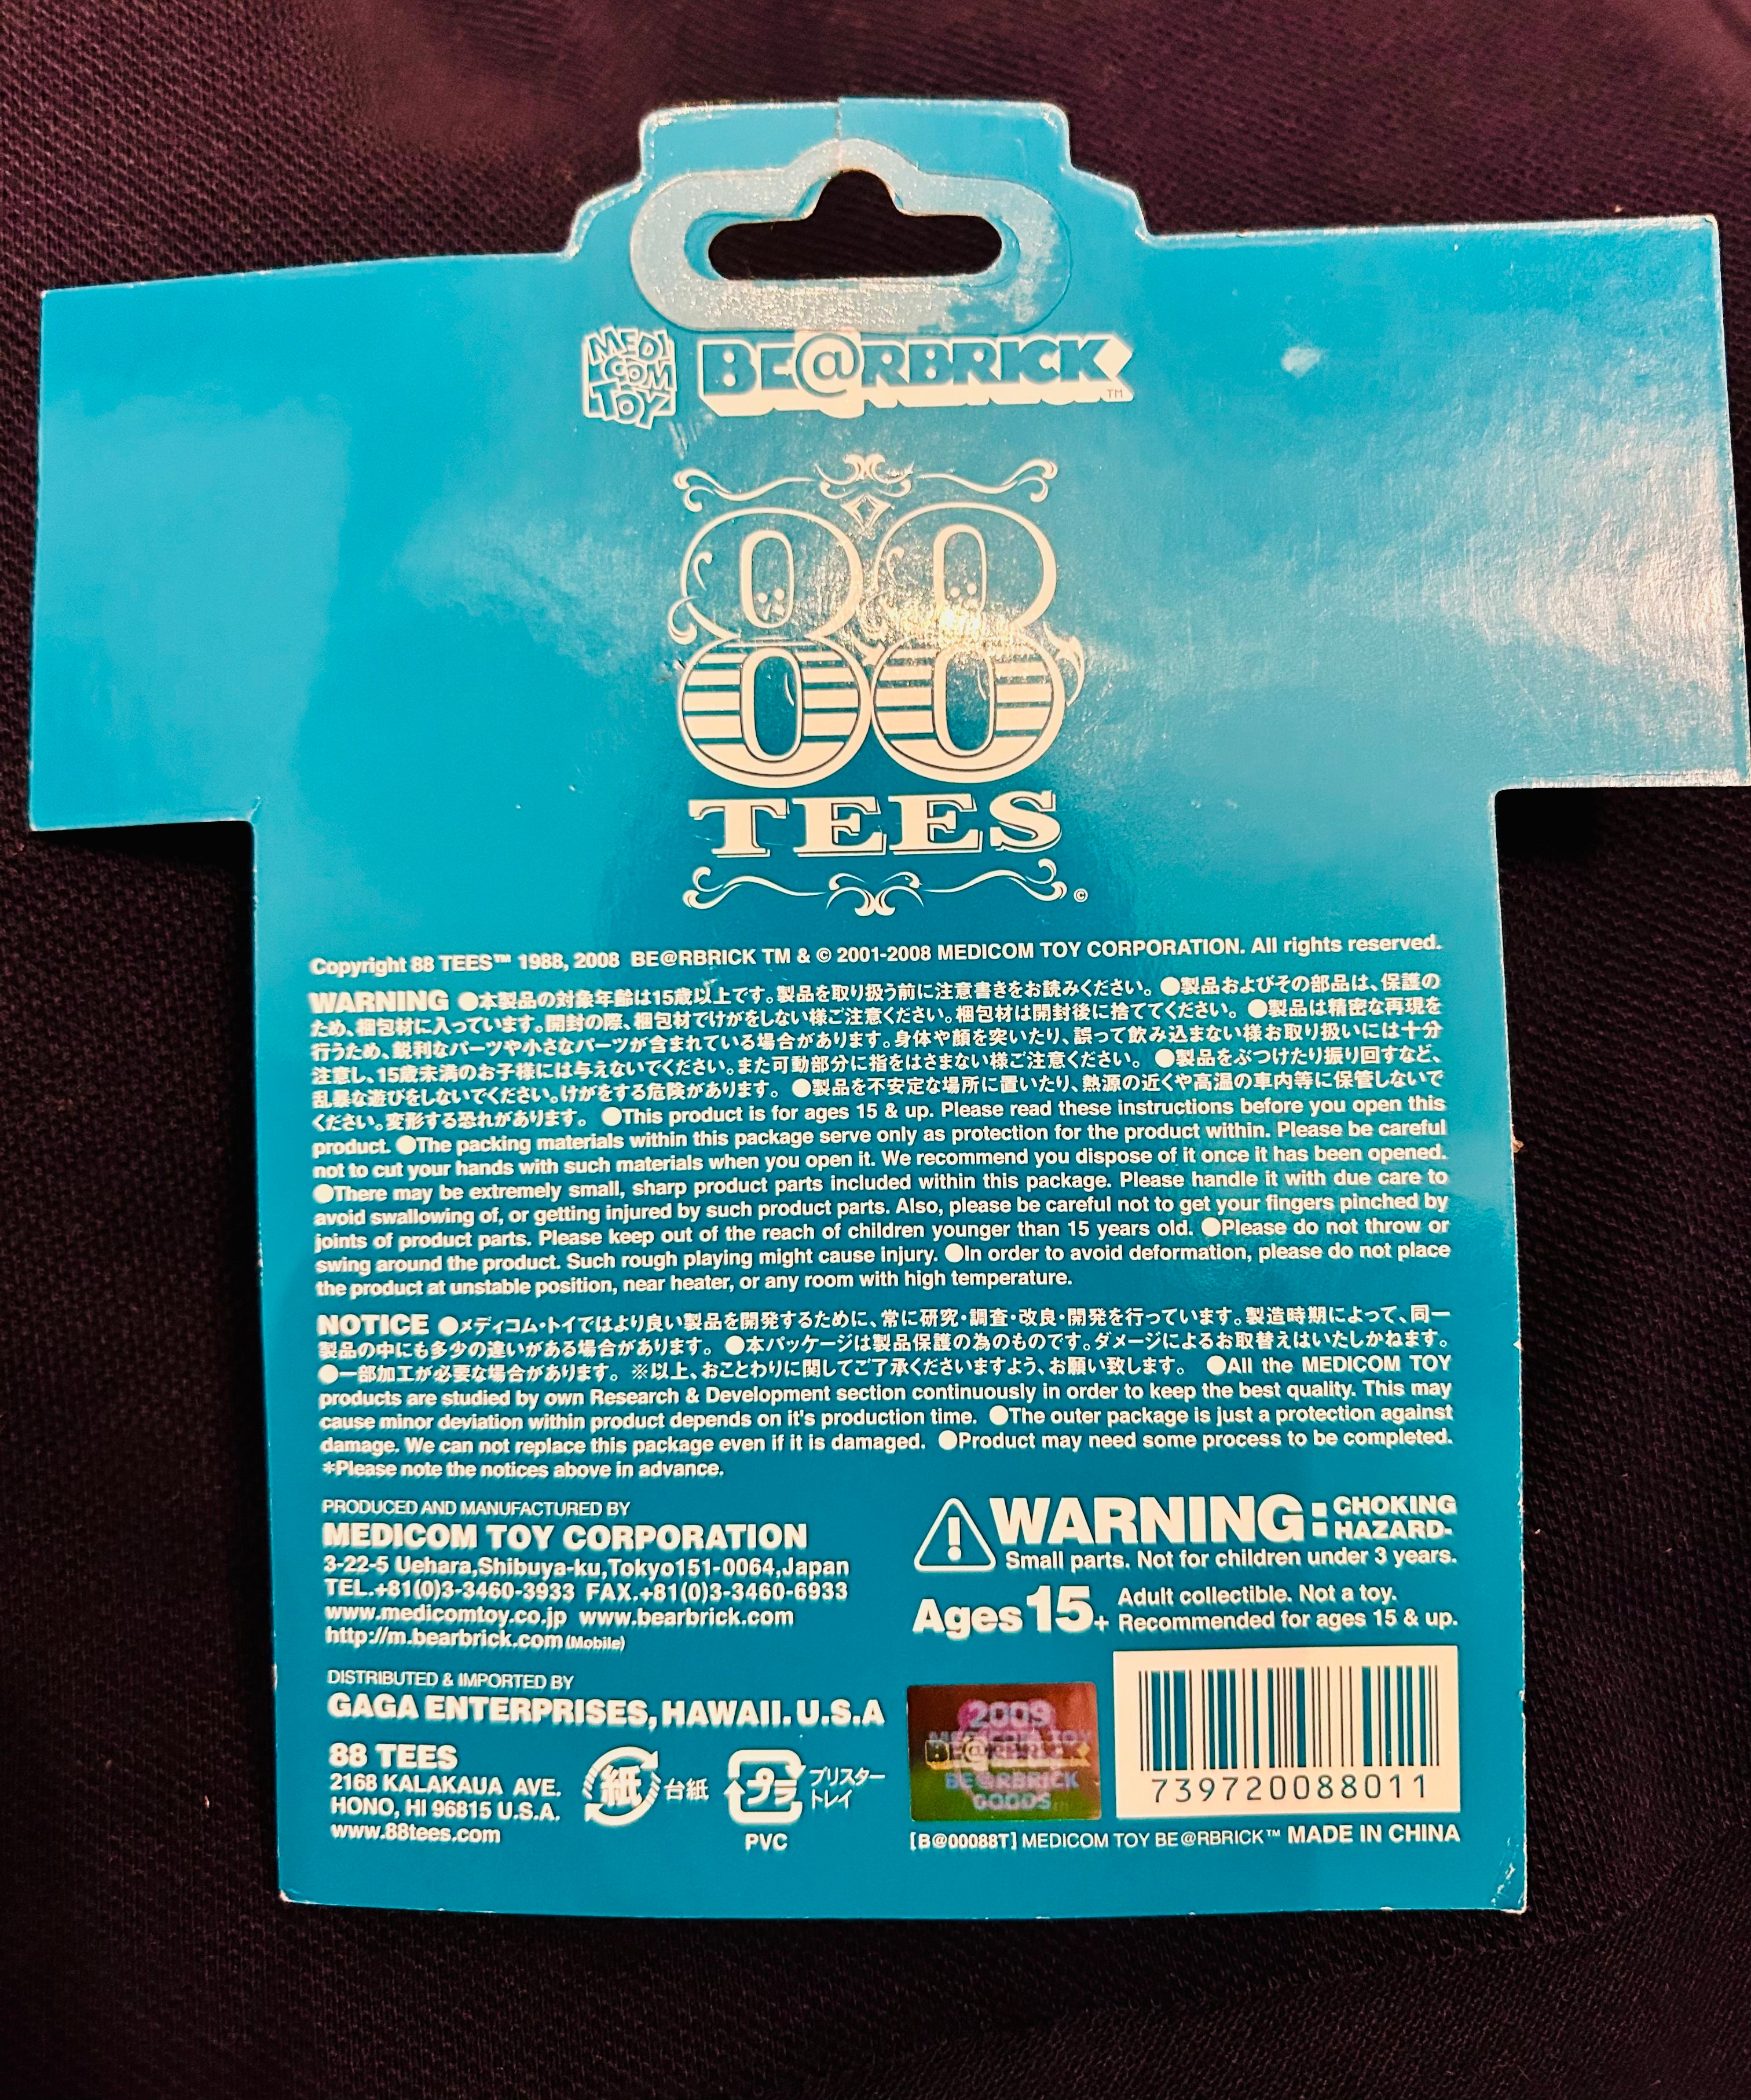 MEDI COM TOY
BE@RBRICK TM
88
TEES
©
Copyright 88 TEES™ 1988, 2008 BE@RBRICK TM & © 2001-2008 MEDICOM TOY CORPORATION. All rights reserved.
WARNING ●本製品の対象年齢は15歳以上です。製品を取り扱う前に注意書きをお読みください。 ●製品およびその部品は、保護の
ため、梱包材に入っています。開封の際、梱包材でけがをしない様ご注意ください。梱包材は開封後に捨ててください。 ●製品は精密な再現を
行うため、鋭利なパーツや小さなパーツが含まれている場合があります。身体や顔を突いたり、誤って飲み込まない様お取り扱いには十分
注意し、15歳未満のお子様には与えないでください。また可動部分に指をはさまない様ご注意ください。 ●製品をぶつけたり振り回すなど、
乱暴な遊びをしないでください。けがをする危険があります。 ●製品を不安定な場所に置いたり、熱源の近くや高温の車内等に保管しないで
ください。変形する恐れがあります。 ●This product is for ages 15 & up. Please read these instructions before you open this
product. ●The packing materials within this package serve only as protection for the product within. Please be careful
not to cut your hands with such materials when you open it. We recommend you dispose of it once it has been opened.
●There may be extremely small, sharp product parts included within this package. Please handle it with due care to
avoid swallowing of, or getting injured by such product parts. Also, please be careful not to get your fingers pinched by
joints of product parts. Please keep out of the reach of children younger than 15 years old. ●Please do not throw or
swing around the product. Such rough playing might cause injury. ●In order to avoid deformation, please do not place
the product at unstable position, near heater, or any room with high temperature.
NOTICE ●メディコム・トイではより良い製品を開発するために、常に研究・調査・改良・開発を行っています。製造時期によって、同一
製品の中にも多少の違いがある場合があります。 ●本パッケージは製品保護の為のものです。ダメージによるお取替えはいたしかねます。
●一部加工が必要な場合があります。 ※以上、おことわりに関してご了承くださいますよう、お願い致します。 ●All the MEDICOM TOY
products are studied by own Research & Development section continuously in order to keep the best quality. This may
cause minor deviation within product depends on it's production time. ●The outer package is just a protection against
damage. We can not replace this package even if it is damaged. ●Product may need some process to be completed.
*Please note the notices above in advance.
PRODUCED AND MANUFACTURED BY
MEDICOM TOY CORPORATION
3-22-5 Uehara,Shibuya-ku,Tokyo151-0064,Japan
TEL.+81(0)3-3460-3933 FAX.+81(0)3-3460-6933
www.medicomtoy.co.jp www.bearbrick.com
http://m.bearbrick.com (Mobile)
WARNING: CHOKING
HAZARD-
Small parts. Not for children under 3 years.
Ages 15+ Adult collectible. Not a toy.
Recommended for ages 15 & up.
DISTRIBUTED & IMPORTED BY
GAGA ENTERPRISES, HAWAII. U.S.A
88 TEES
2168 KALAKAUA AVE.
HONO, HI 96815 U.S.A.
www.88tees.com
紙 台紙
プラ ブリスター
トレイ
PVC
2009
MEDICOM TOY
BE@RBRICK
BE@RBRICK
GOODS
739720088011
[B@00088T] MEDICOM TOY BE@RBRICK™ MADE IN CHINA